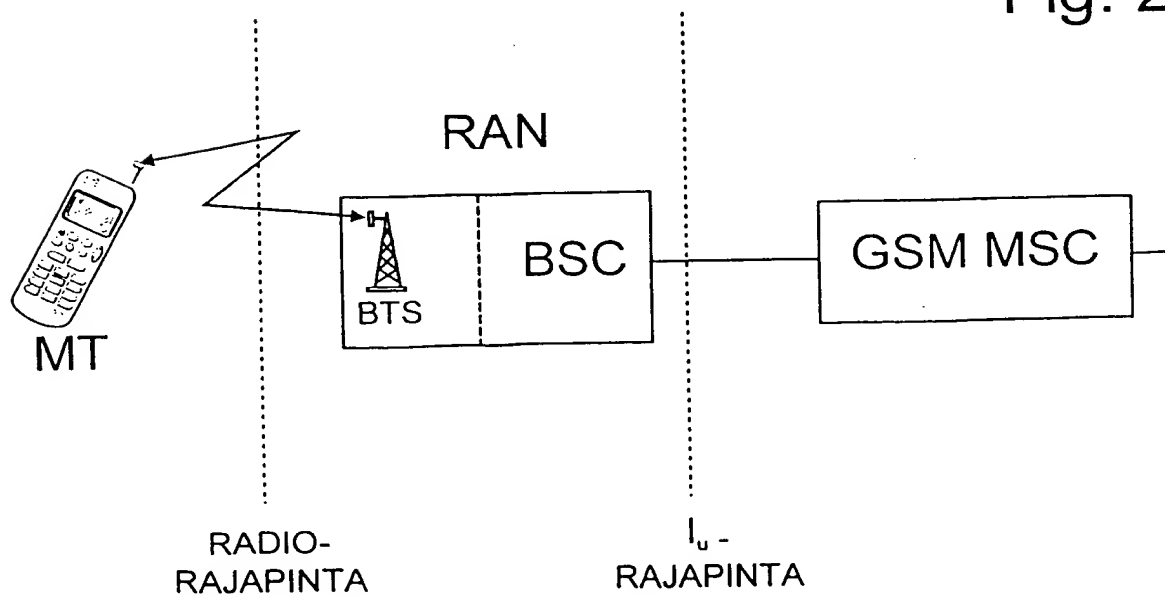 Fig. 2
RAN
BSC
GSM MSC
BTS
MT
RADIO-
RAJAPINTA
Iu -
RAJAPINTA